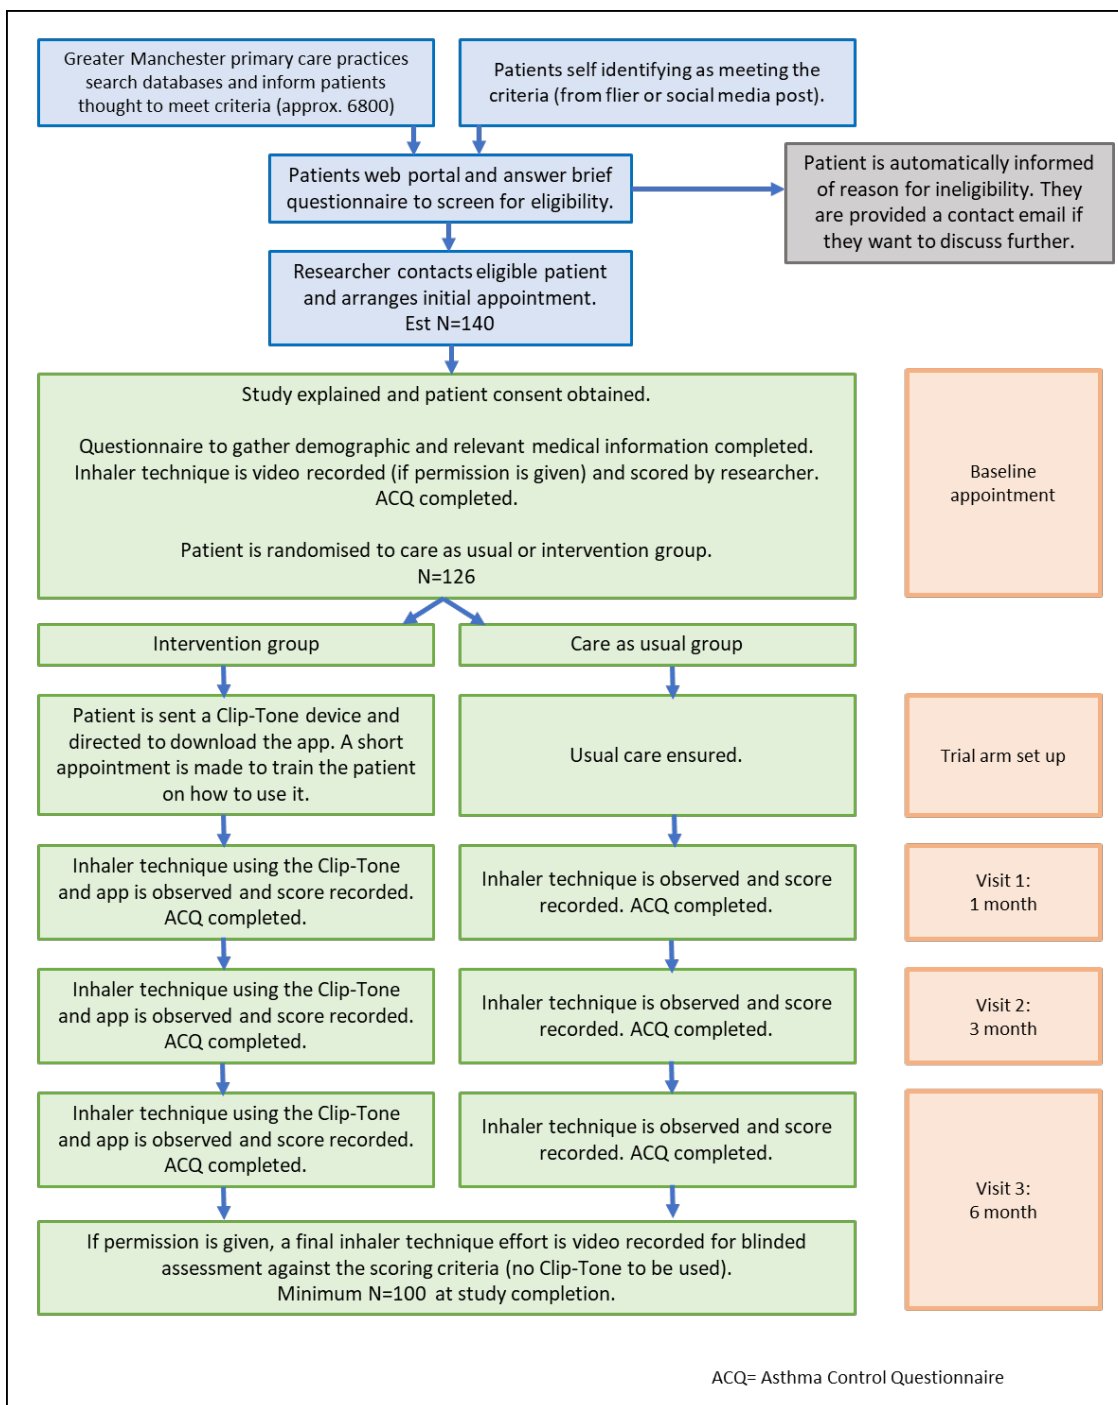 Greater Manchester primary care practices
search databases and inform patients
thought to meet criteria (approx. 6800)
Patients self identifying as meeting the
criteria (from flier or social media post).
Patients web portal and answer brief
questionnaire to screen for eligibility.
Patient is automatically informed
of reason for ineligibility. They
are provided a contact email if
they want to discuss further.
Researcher contacts eligible patient
and arranges initial appointment.
Est N=140
Study explained and patient consent obtained.
Questionnaire to gather demographic and relevant medical information completed.
Inhaler technique is video recorded (if permission is given) and scored by researcher.
ACQ completed.
Patient is randomised to care as usual or intervention group.
N=126
Baseline
appointment
Intervention group
Care as usual group
Patient is sent a Clip-Tone device and
directed to download the app. A short
appointment is made to train the patient
on how to use it.
Usual care ensured.
Trial arm set up
Inhaler technique using the Clip-Tone
and app is observed and score recorded.
ACQ completed.
Inhaler technique is observed and score
recorded. ACQ completed.
Visit 1:
1 month
Inhaler technique using the Clip-Tone
and app is observed and score recorded.
ACQ completed.
Inhaler technique is observed and score
recorded. ACQ completed.
Visit 2:
3 month
Inhaler technique using the Clip-Tone
and app is observed and score recorded.
ACQ completed.
Inhaler technique is observed and score
recorded. ACQ completed.
Visit 3:
6 month
If permission is given, a final inhaler technique effort is video recorded for blinded
assessment against the scoring criteria (no Clip-Tone to be used).
Minimum N=100 at study completion.
ACQ= Asthma Control Questionnaire